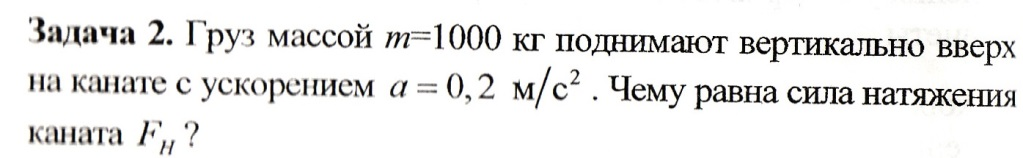 Задача 2. Груз массой m=1000 кг поднимают вертикально вверх
на канате с ускорением a = 0,2 м/с² . Чему равна сила натяжения
каната Fн ?